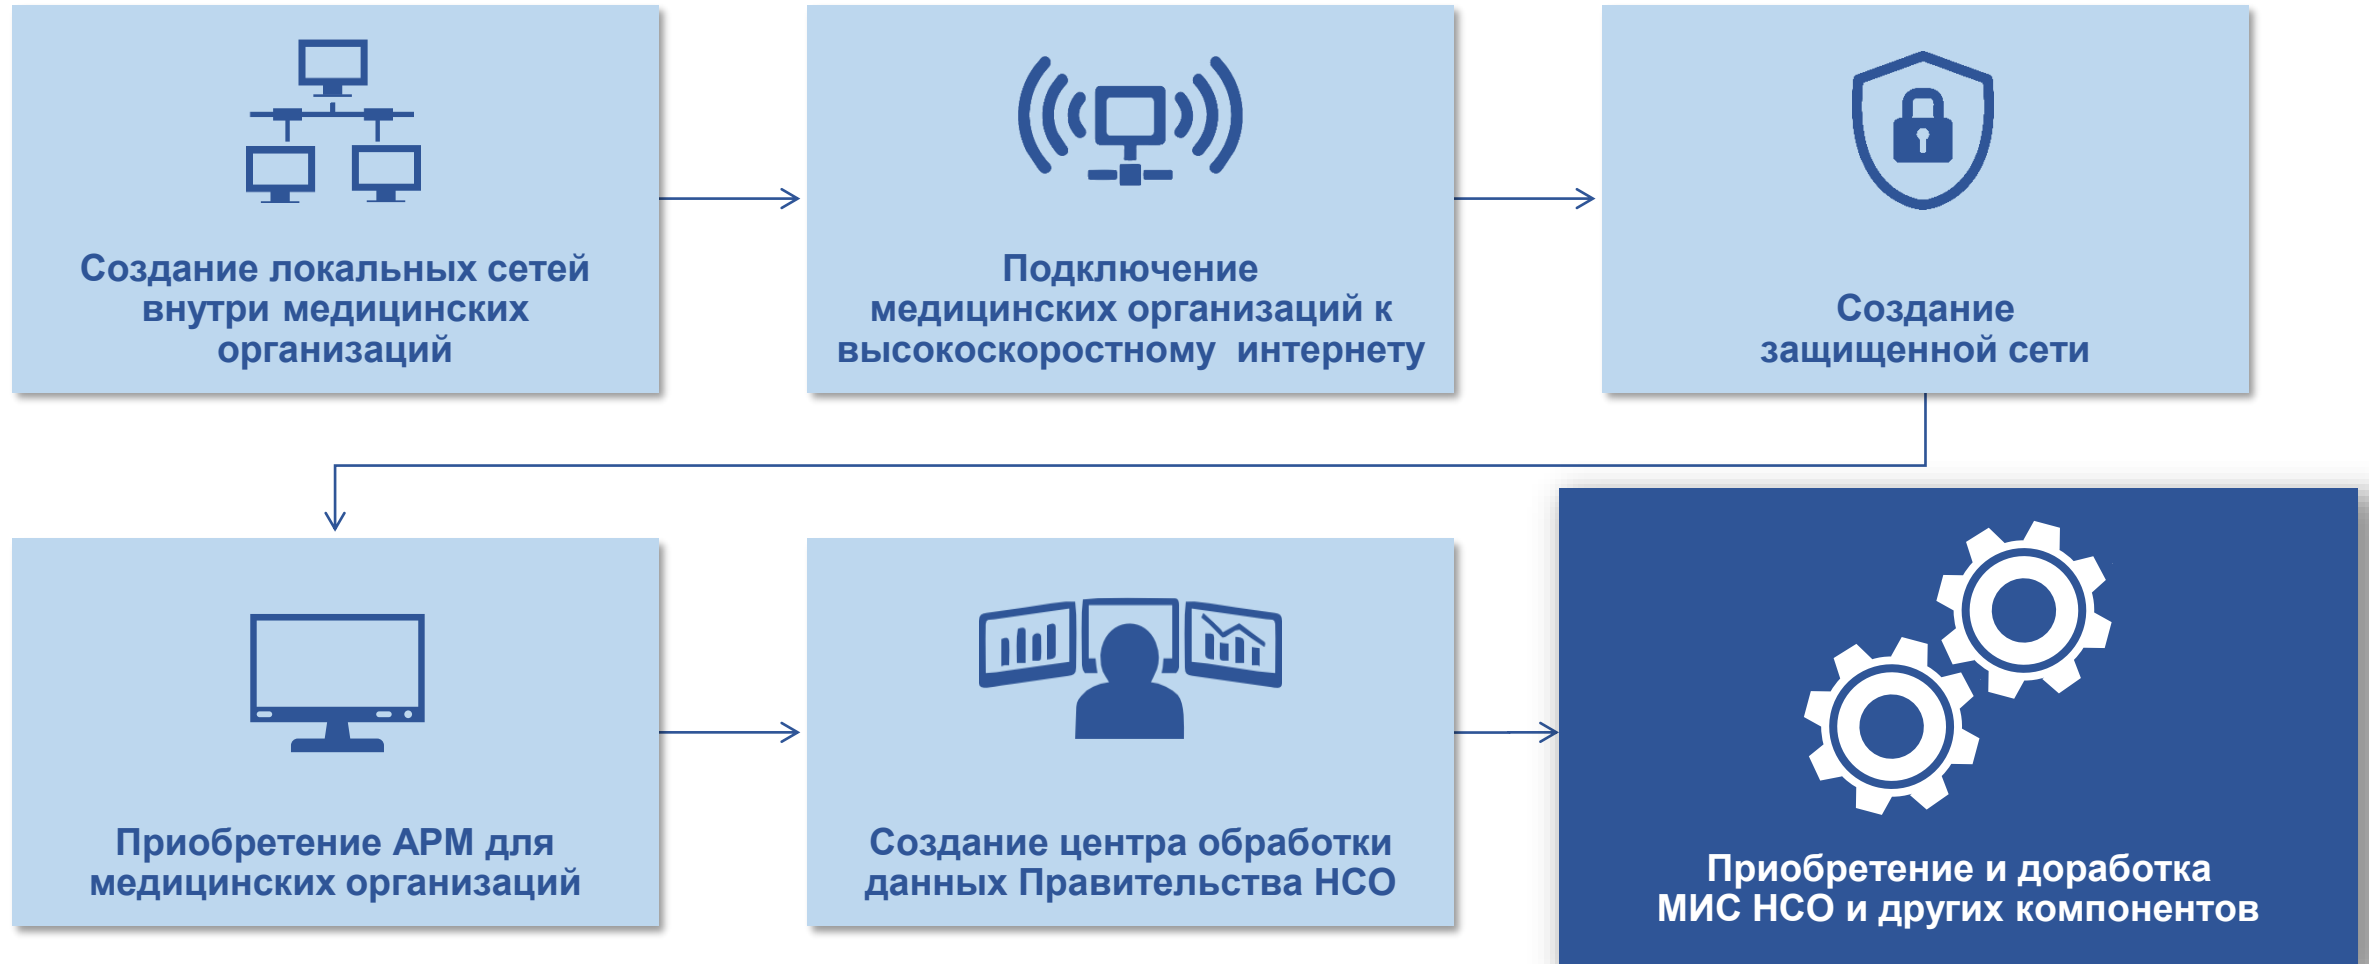 Создание локальных сетей
внутри медицинских
организаций
Подключение
медицинских организаций к
высокоскоростному  интернету
Создание
защищенной сети
Приобретение АРМ для
медицинских организаций
Создание центра обработки
данных Правительства НСО
Приобретение и доработка
МИС НСО и других компонентов